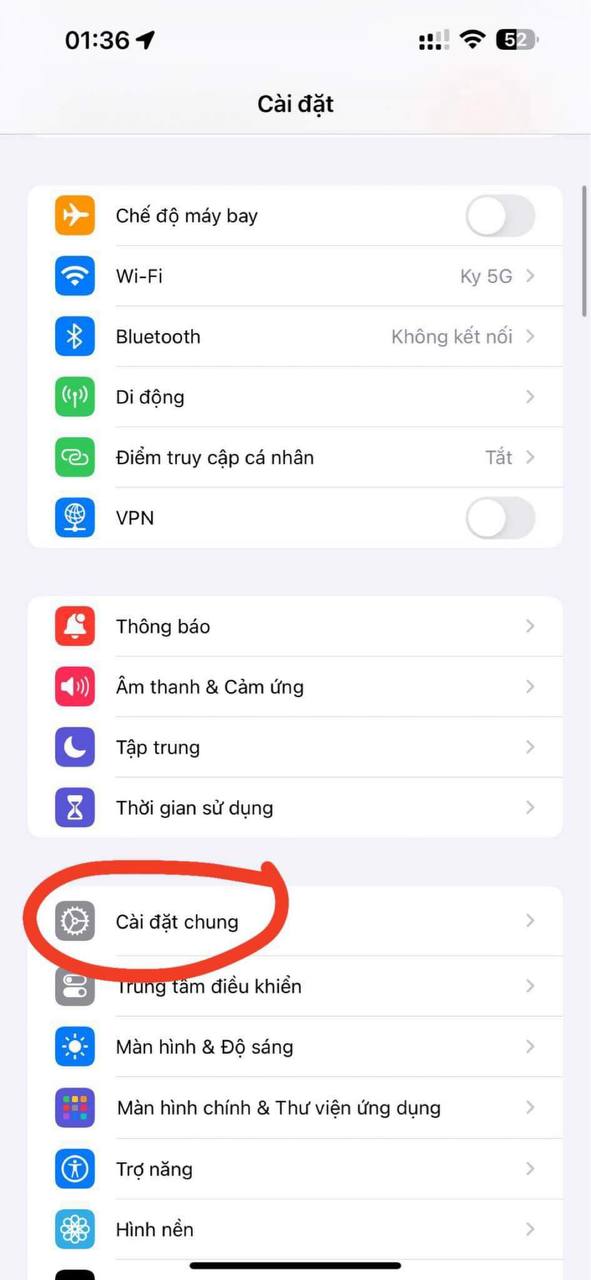 01:36
52
Cài đặt
Chế độ máy bay
Wi-Fi Ky 5G
Bluetooth Không kết nối
Di động
Điểm truy cập cá nhân Tắt
VPN
Thông báo
Âm thanh & Cảm ứng
Tập trung
Thời gian sử dụng
Cài đặt chung
Trung tâm điều khiển
Màn hình & Độ sáng
Màn hình chính & Thư viện ứng dụng
Trợ năng
Hình nền